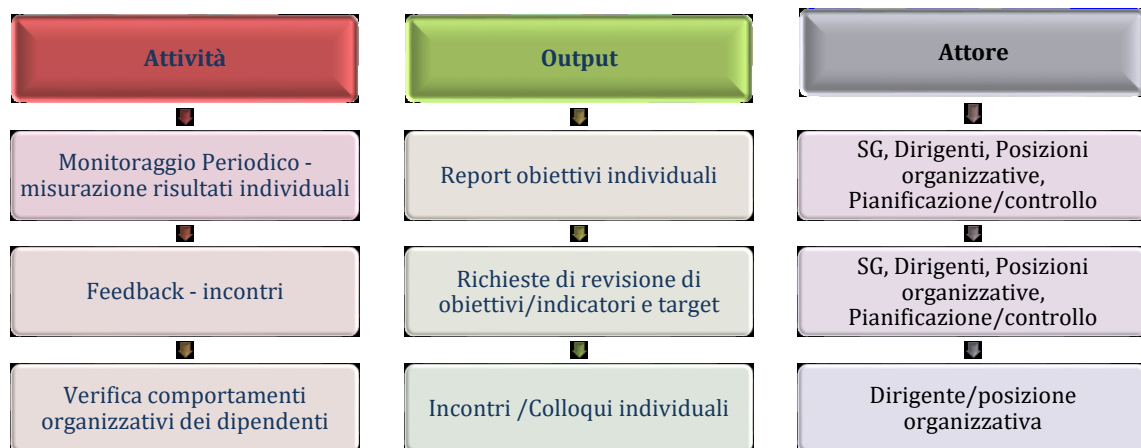 Attività
Output
Attore
Monitoraggio Periodico -
misurazione risultati individuali
Report obiettivi individuali
SG, Dirigenti, Posizioni
organizzative,
Pianificazione/controllo
Feedback - incontri
Richieste di revisione di
obiettivi/indicatori e target
SG, Dirigenti, Posizioni
organizzative,
Pianificazione/controllo
Verifica comportamenti
organizzativi dei dipendenti
Incontri /Colloqui individuali
Dirigente/posizione
organizzativa